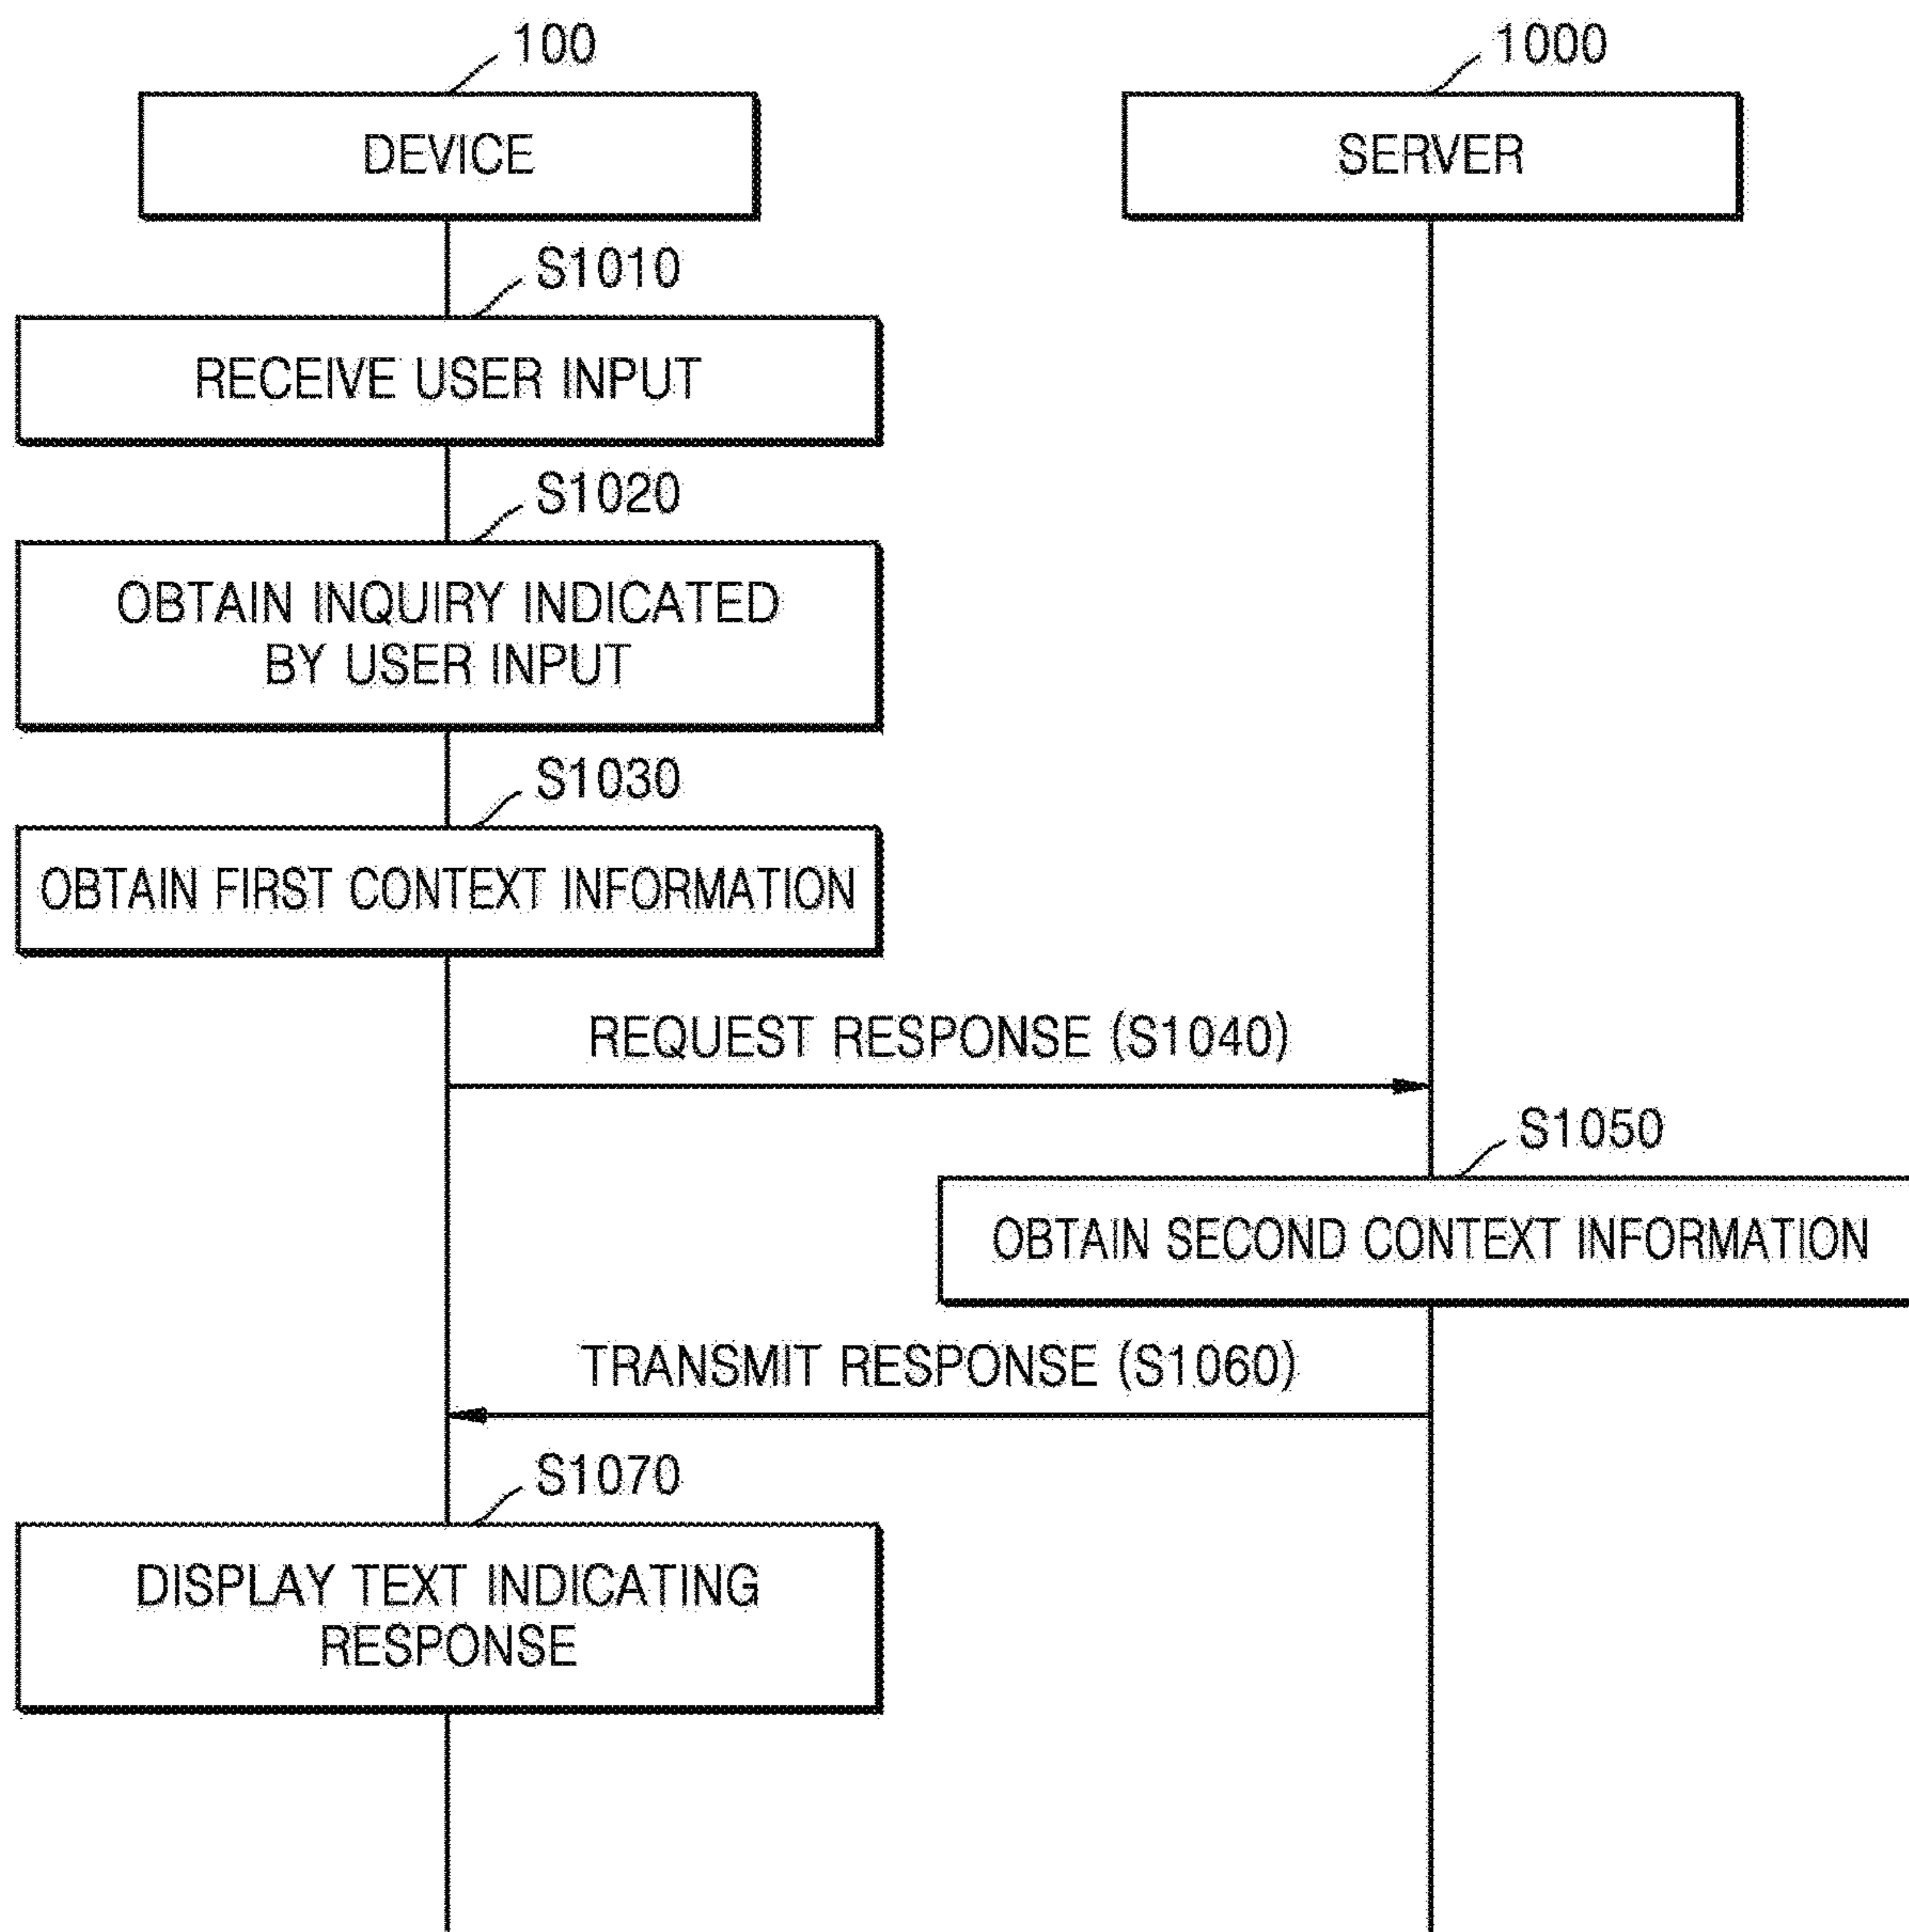 100
1000
DEVICE
SERVER
S1010
RECEIVE USER INPUT
S1020
OBTAIN INQUIRY INDICATED
BY USER INPUT
S1030
OBTAIN FIRST CONTEXT INFORMATION
REQUEST RESPONSE (S1040)
S1050
OBTAIN SECOND CONTEXT INFORMATION
TRANSMIT RESPONSE (S1060)
S1070
DISPLAY TEXT INDICATING
RESPONSE